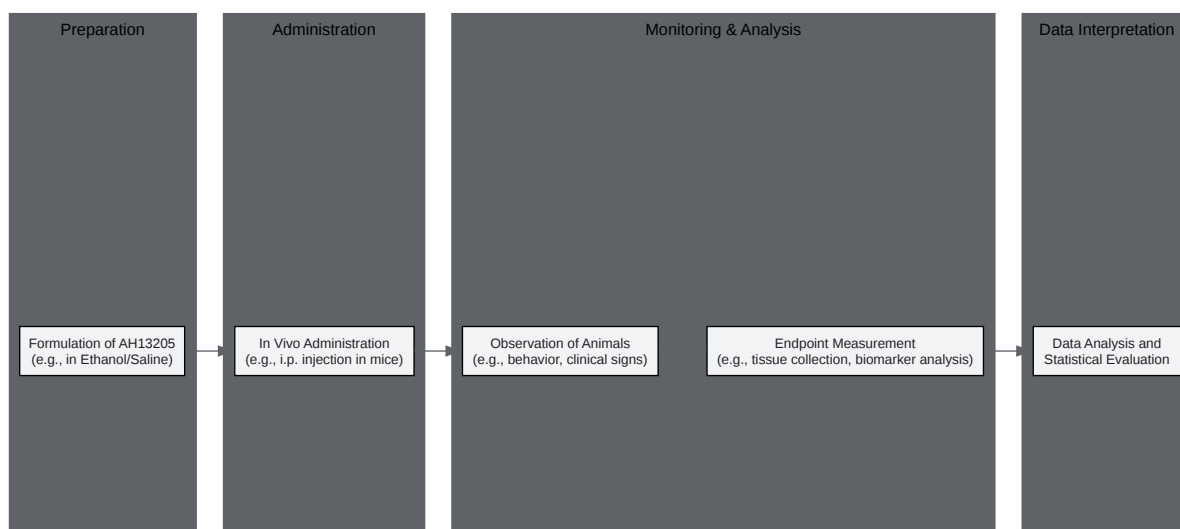 Preparation
Administration
Monitoring & Analysis
Data Interpretation
Formulation of AH13205
(e.g., in Ethanol/Saline)
In Vivo Administration
(e.g., i.p. injection in mice)
Observation of Animals
(e.g., behavior, clinical signs)
Endpoint Measurement
(e.g., tissue collection, biomarker analysis)
Data Analysis and
Statistical Evaluation